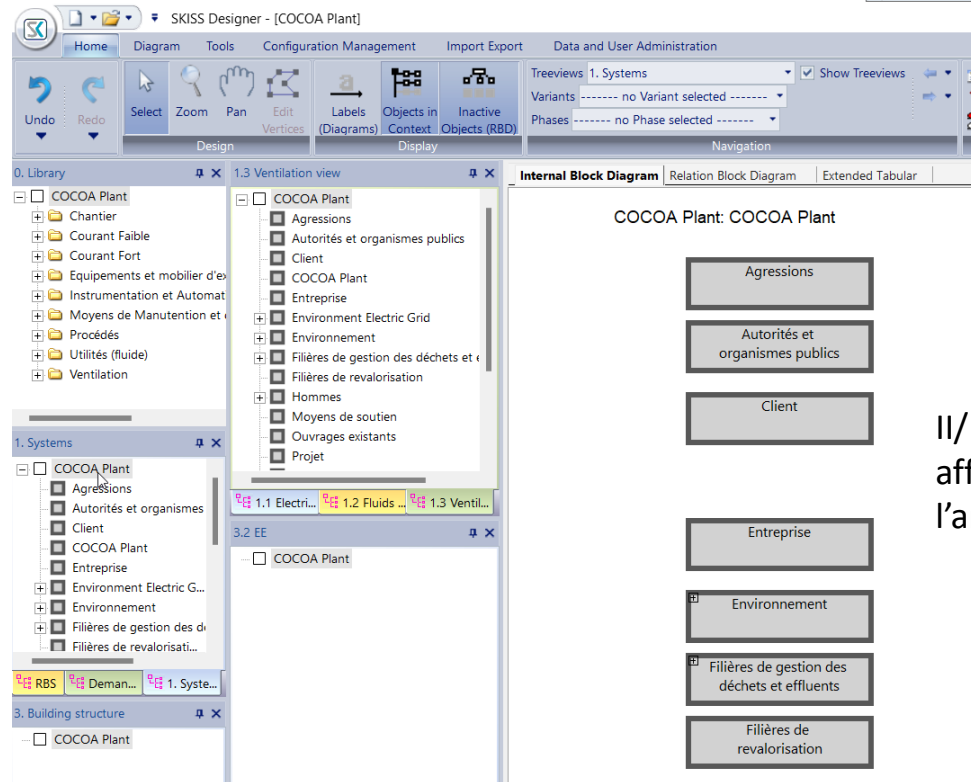 SKISS Designer - [COCOA Plant]
Home Diagram Tools Configuration Management Import Export Data and User Administration
Undo Redo
Select Zoom Pan Edit Vertices
Design
Labels (Diagrams) Objects in Context Inactive Objects (RBD)
Display
Treeviews 1. Systems Show Treeviews
Variants ------- no Variant selected -------
Phases ------- no Phase selected -------
Navigation
0. Library
COCOA Plant
Chantier
Courant Faible
Courant Fort
Equipements et mobilier d'ex
Instrumentation et Automat
Moyens de Manutention et
Procédés
Utilités (fluide)
Ventilation
1. Systems
COCOA Plant
Agressions
Autorités et organismes
Client
COCOA Plant
Entreprise
Environment Electric G...
Environnement
Filières de gestion des d
Filières de revalorisati...
RBS Deman... 1. Syste...
3. Building structure
COCOA Plant
1.3 Ventilation view
COCOA Plant
Agressions
Autorités et organismes publics
Client
COCOA Plant
Entreprise
Environment Electric Grid
Environnement
Filières de gestion des déchets et e
Filières de revalorisation
Hommes
Moyens de soutien
Ouvrages existants
Projet
1.1 Electri... 1.2 Fluids ... 1.3 Ventil...
3.2 EE
COCOA Plant
Internal Block Diagram Relation Block Diagram Extended Tabular
COCOA Plant: COCOA Plant
Agressions
Autorités et
organismes publics
Client
Entreprise
Environnement
Filières de gestion des
déchets et effluents
Filières de
revalorisation
II/
aff
l'a